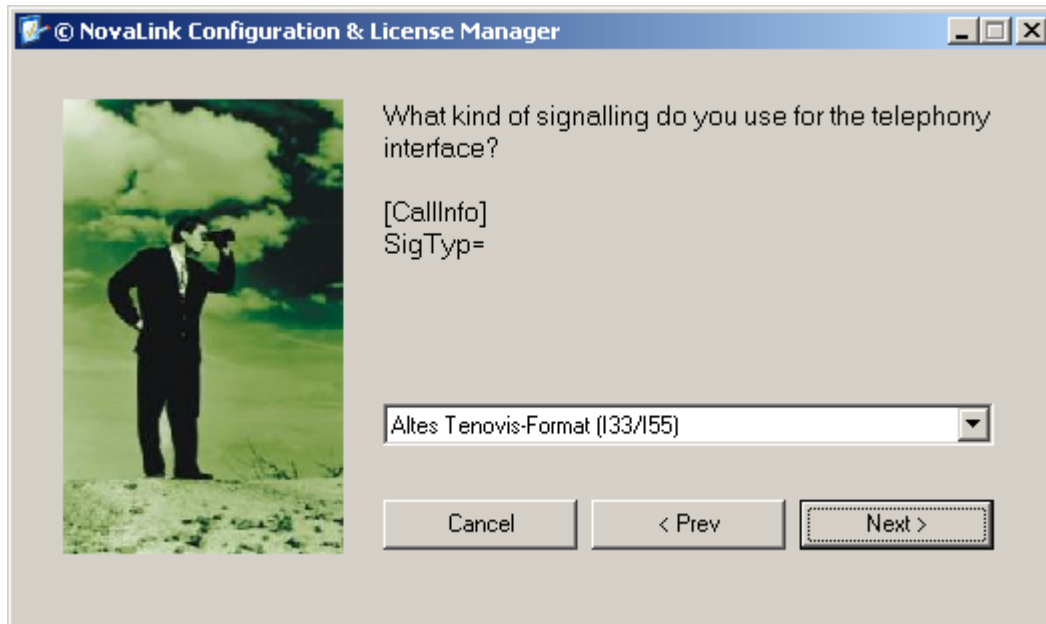 © NovaLink Configuration & License Manager
What kind of signalling do you use for the telephony
interface?
[CallInfo]
SigTyp=
Altes Tenovis-Format (I33/I55)
Cancel
< Prev
Next >